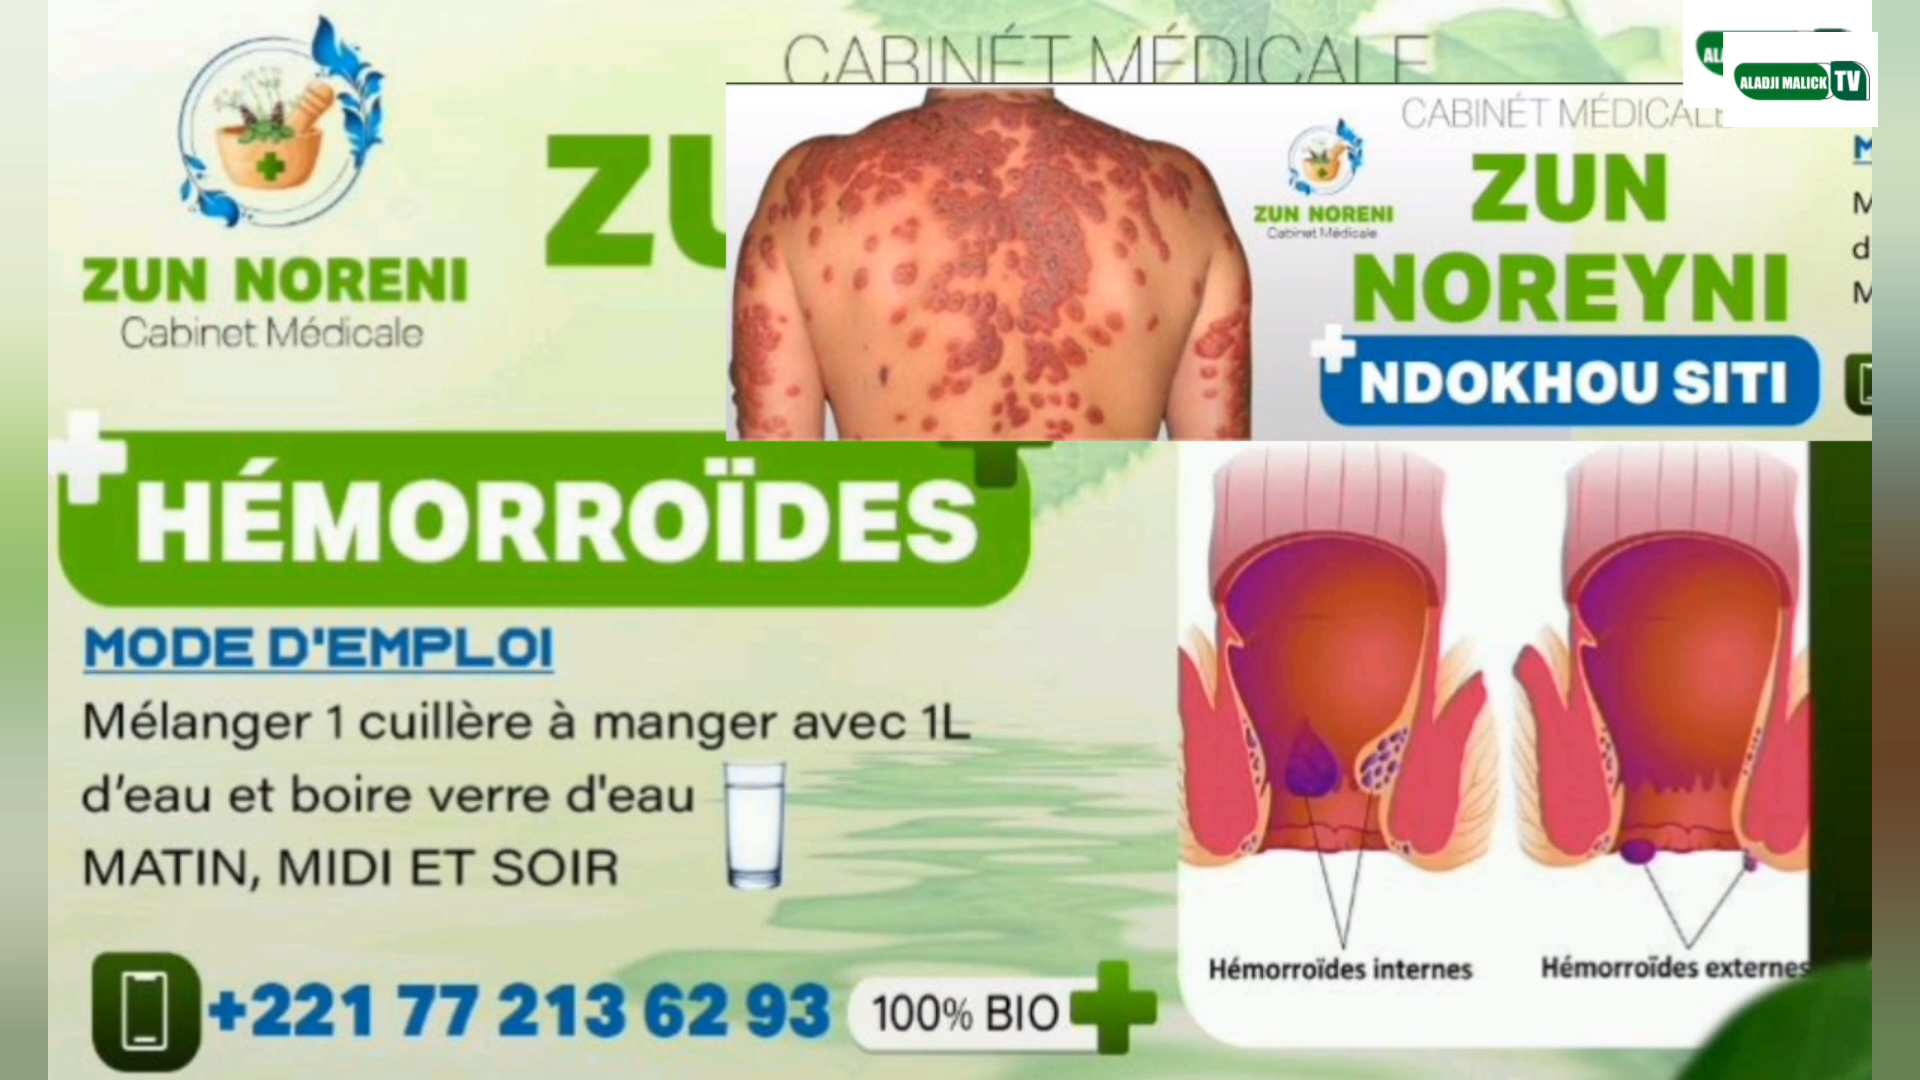 CABINÉT MÉDICALE
ZUN NORENI
Cabinet Médicale
HÉMORROÏDES
MODE D'EMPLOI
Mélanger 1 cuillère à manger avec 1L
d'eau et boire verre d'eau
MATIN, MIDI ET SOIR
+221 77 213 62 93
100% BIO
Hémorroïdes internes
Hémorroïdes externes
CABINÉT MÉDICALE
ZUN NORENI
Cabinet Médicale
ZUN
NOREYNI
NDOKHOU SITI
ALADJI MALICK TV